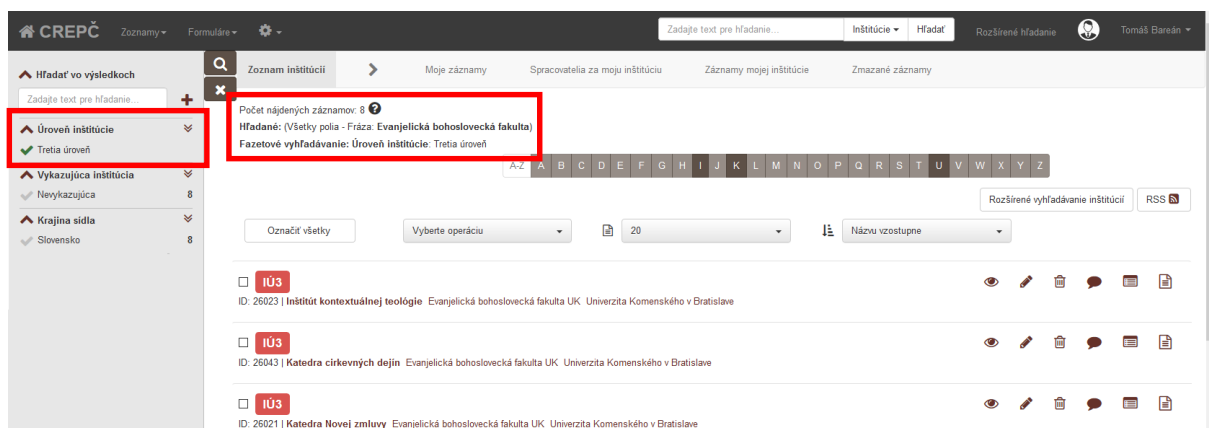 CREPČ Zoznamy Formuláre Zadajte text pre hľadanie... Inštitúcie Hľadať Rozšírené hľadanie Tomáš Bareán
Hľadať vo výsledkoch
Zadajte text pre hľadanie...
Úroveň inštitúcie
Tretia úroveň
Vykazujúca inštitúcia
Nevykazujúca 8
Krajina sídla
Slovensko 8
Zoznam inštitúcií Moje záznamy Spracovatelia za moju inštitúciu Záznamy mojej inštitúcie Zmazané záznamy
Počet nájdených záznamov: 8
Hľadané: (Všetky polia - Fráza: Evanjelická bohoslovecká fakulta)
Fazetové vyhľadávanie: Úroveň inštitúcie: Tretia úroveň
A-Z A B C D E F G H I J K L M N O P Q R S T U V W X Y Z
Rozšírené vyhľadávanie inštitúcií RSS
Označiť všetky Vyberte operáciu 20 Názvu vzostupne
IÚ3
ID: 26023 | Inštitút kontextuálnej teológie Evanjelická bohoslovecká fakulta UK Univerzita Komenského v Bratislave
IÚ3
ID: 26043 | Katedra cirkevných dejín Evanjelická bohoslovecká fakulta UK Univerzita Komenského v Bratislave
IÚ3
ID: 26021 | Katedra Novej zmluvy Evanjelická bohoslovecká fakulta UK Univerzita Komenského v Bratislave